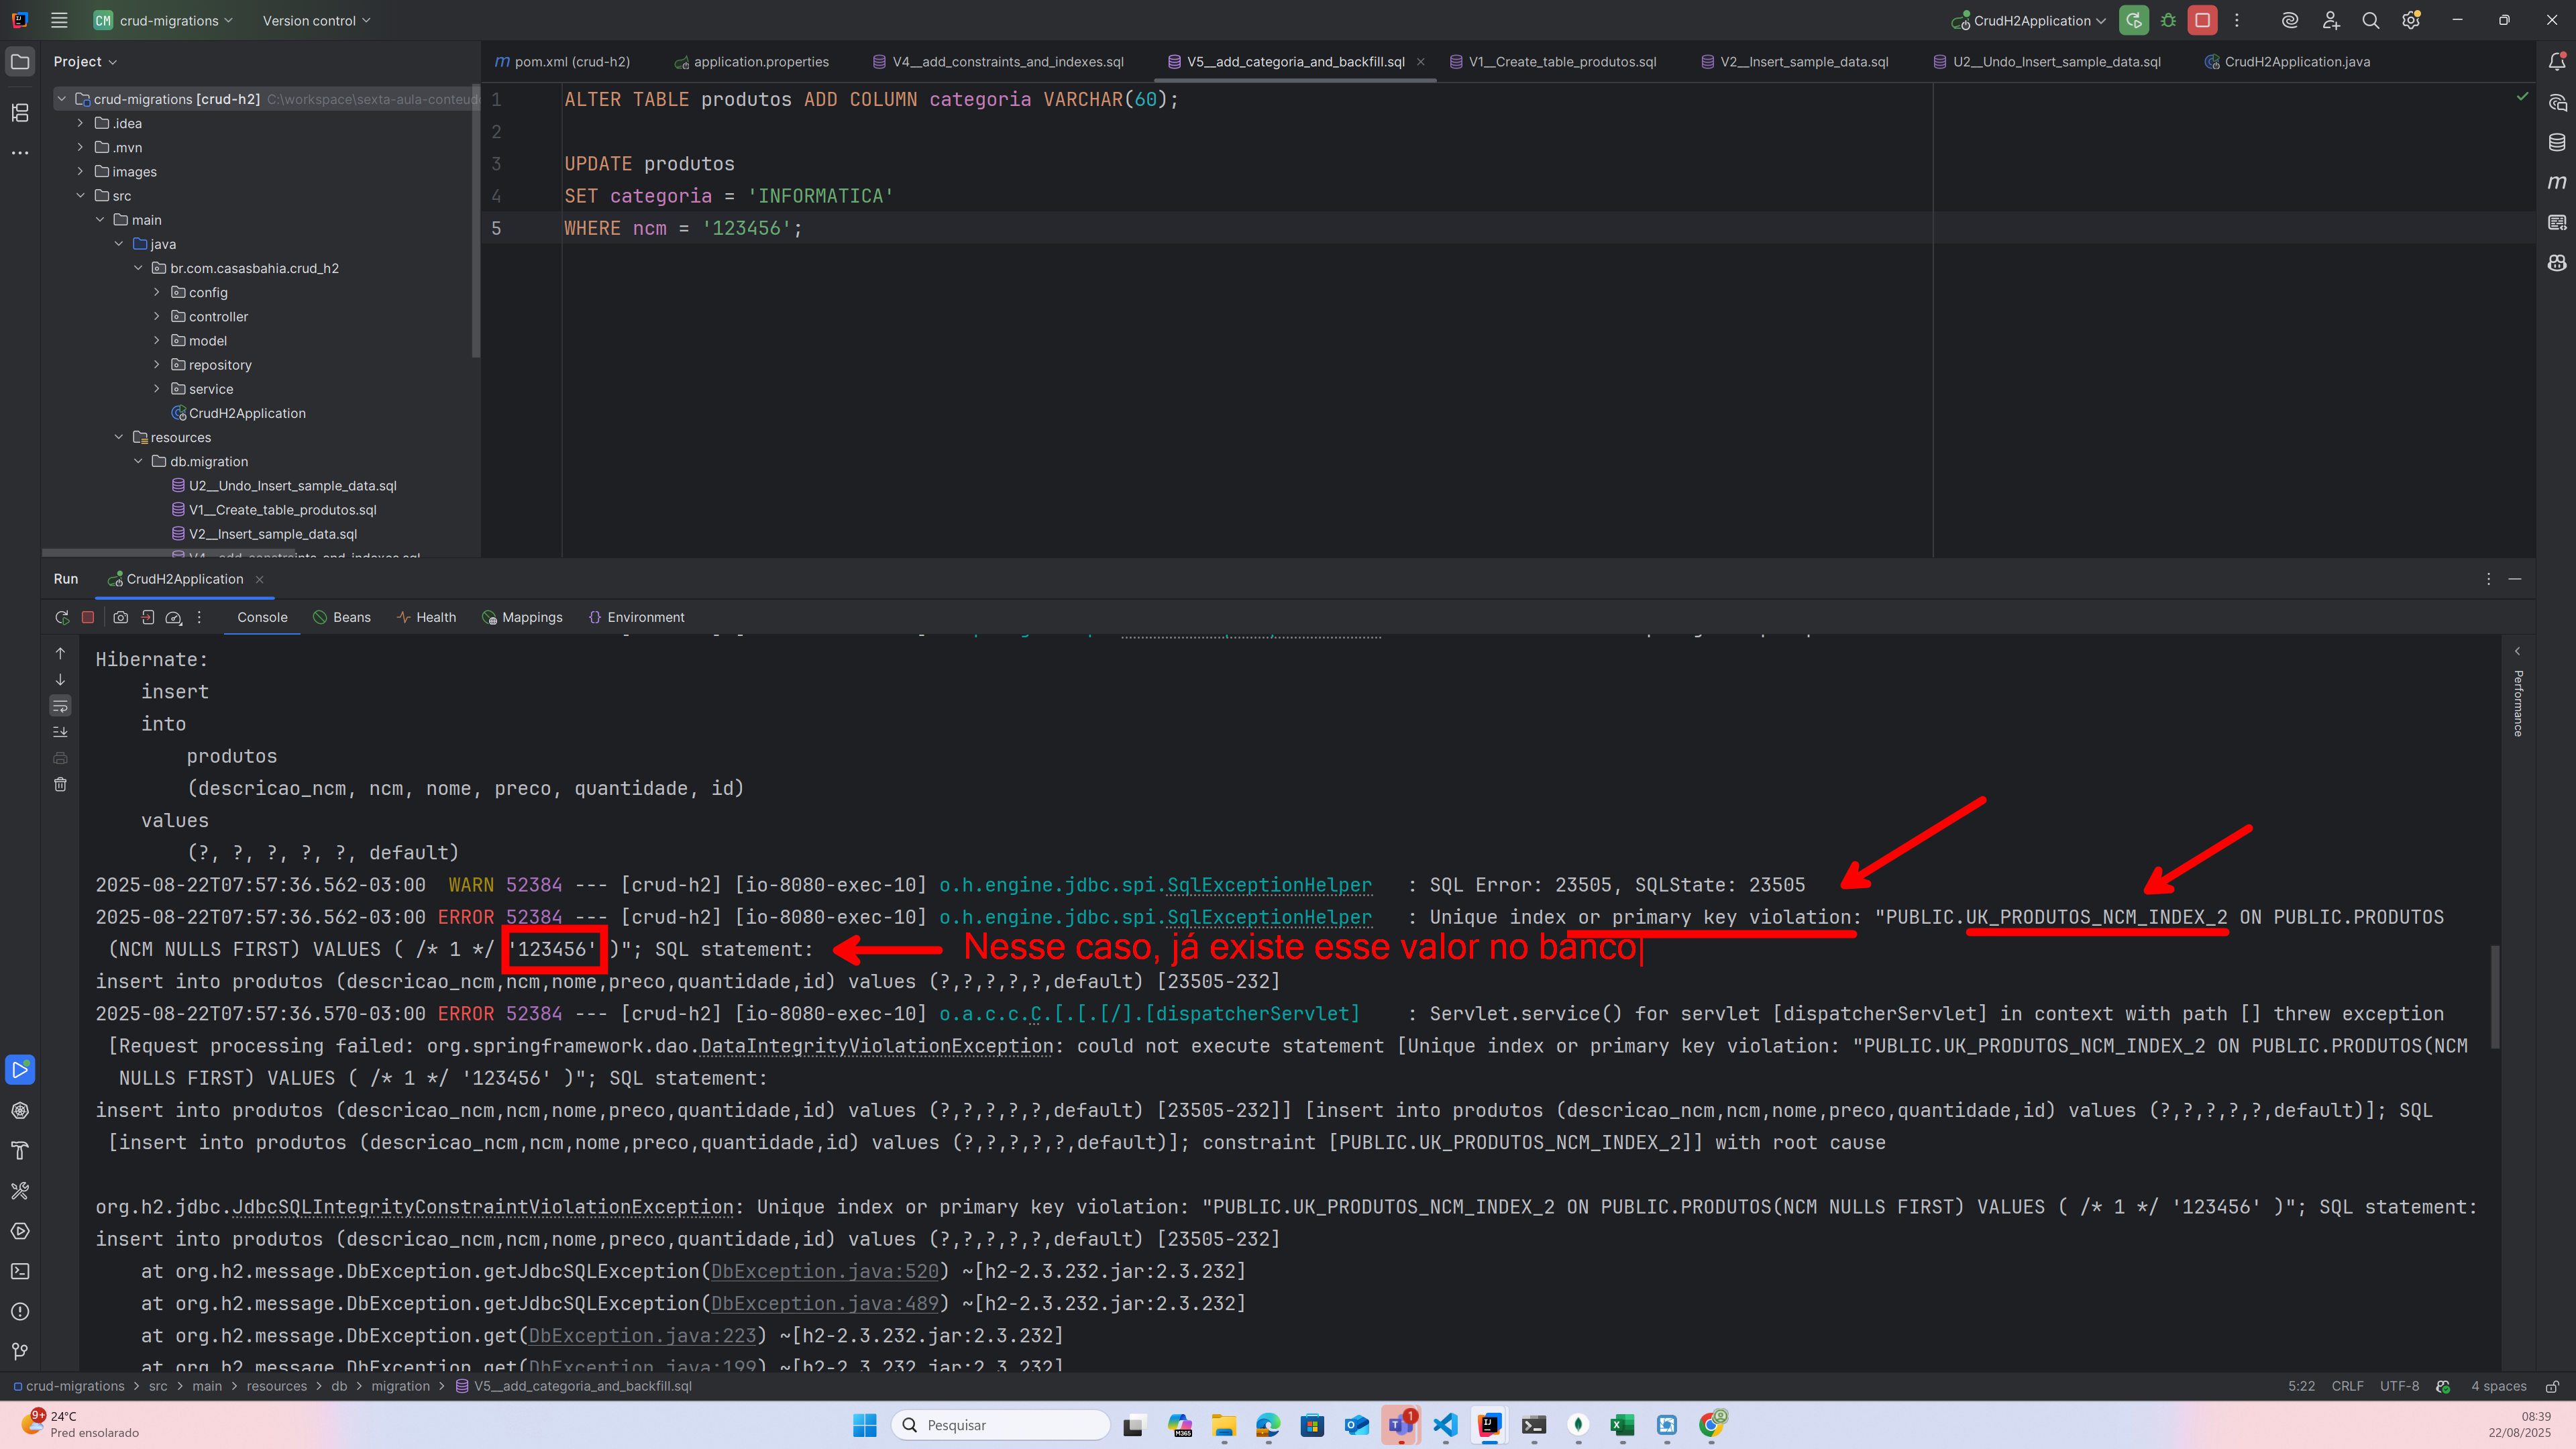 CM crud-migrations Version control CrudH2Application
Project
pom.xml (crud-h2) application.properties V4__add_constraints_and_indexes.sql V5__add_categoria_and_backfill.sql V1__Create_table_produtos.sql V2__Insert_sample_data.sql U2__Undo_Insert_sample_data.sql CrudH2Application.java
crud-migrations [crud-h2] C:\workspace\sexta-aula-conteud
.idea
.mvn
images
src
main
java
br.com.casasbahia.crud_h2
config
controller
model
repository
service
CrudH2Application
resources
db.migration
U2__Undo_Insert_sample_data.sql
V1__Create_table_produtos.sql
V2__Insert_sample_data.sql
V4__add_constraints_and_indexes.sql
1 ALTER TABLE produtos ADD COLUMN categoria VARCHAR(60);
2
3 UPDATE produtos
4 SET categoria = 'INFORMATICA'
5 WHERE ncm = '123456';
Run CrudH2Application
Console Beans Health Mappings Environment
Performance
Hibernate:
insert
into
produtos
(descricao_ncm, ncm, nome, preco, quantidade, id)
values
(?, ?, ?, ?, ?, default)
2025-08-22T07:57:36.562-03:00 WARN 52384 --- [crud-h2] [io-8080-exec-10] o.h.engine.jdbc.spi.SqlExceptionHelper : SQL Error: 23505, SQLState: 23505
2025-08-22T07:57:36.562-03:00 ERROR 52384 --- [crud-h2] [io-8080-exec-10] o.h.engine.jdbc.spi.SqlExceptionHelper : Unique index or primary key violation: "PUBLIC.UK_PRODUTOS_NCM_INDEX_2 ON PUBLIC.PRODUTOS
(NCM NULLS FIRST) VALUES ( /* 1 */ '123456' )"; SQL statement:
Nesse caso, já existe esse valor no banco
insert into produtos (descricao_ncm,ncm,nome,preco,quantidade,id) values (?,?,?,?,?,default) [23505-232]
2025-08-22T07:57:36.570-03:00 ERROR 52384 --- [crud-h2] [io-8080-exec-10] o.a.c.c.C.[.[.[/].[dispatcherServlet] : Servlet.service() for servlet [dispatcherServlet] in context with path [] threw exception
[Request processing failed: org.springframework.dao.DataIntegrityViolationException: could not execute statement [Unique index or primary key violation: "PUBLIC.UK_PRODUTOS_NCM_INDEX_2 ON PUBLIC.PRODUTOS(NCM
NULLS FIRST) VALUES ( /* 1 */ '123456' )"; SQL statement:
insert into produtos (descricao_ncm,ncm,nome,preco,quantidade,id) values (?,?,?,?,?,default) [23505-232]] [insert into produtos (descricao_ncm,ncm,nome,preco,quantidade,id) values (?,?,?,?,?,default)]; SQL
[insert into produtos (descricao_ncm,ncm,nome,preco,quantidade,id) values (?,?,?,?,?,default)]; constraint [PUBLIC.UK_PRODUTOS_NCM_INDEX_2]] with root cause
org.h2.jdbc.JdbcSQLIntegrityConstraintViolationException: Unique index or primary key violation: "PUBLIC.UK_PRODUTOS_NCM_INDEX_2 ON PUBLIC.PRODUTOS(NCM NULLS FIRST) VALUES ( /* 1 */ '123456' )"; SQL statement:
insert into produtos (descricao_ncm,ncm,nome,preco,quantidade,id) values (?,?,?,?,?,default) [23505-232]
at org.h2.message.DbException.getJdbcSQLException(DbException.java:520) ~[h2-2.3.232.jar:2.3.232]
at org.h2.message.DbException.getJdbcSQLException(DbException.java:489) ~[h2-2.3.232.jar:2.3.232]
at org.h2.message.DbException.get(DbException.java:223) ~[h2-2.3.232.jar:2.3.232]
at org.h2.message.DbException.get(DbException.java:199) ~[h2-2.3.232.jar:2.3.232]
crud-migrations > src > main > resources > db > migration > V5__add_categoria_and_backfill.sql 5:22 CRLF UTF-8 4 spaces
9+ 24°C
Pred ensolarado
Pesquisar
M365
1
08:39
22/08/2025